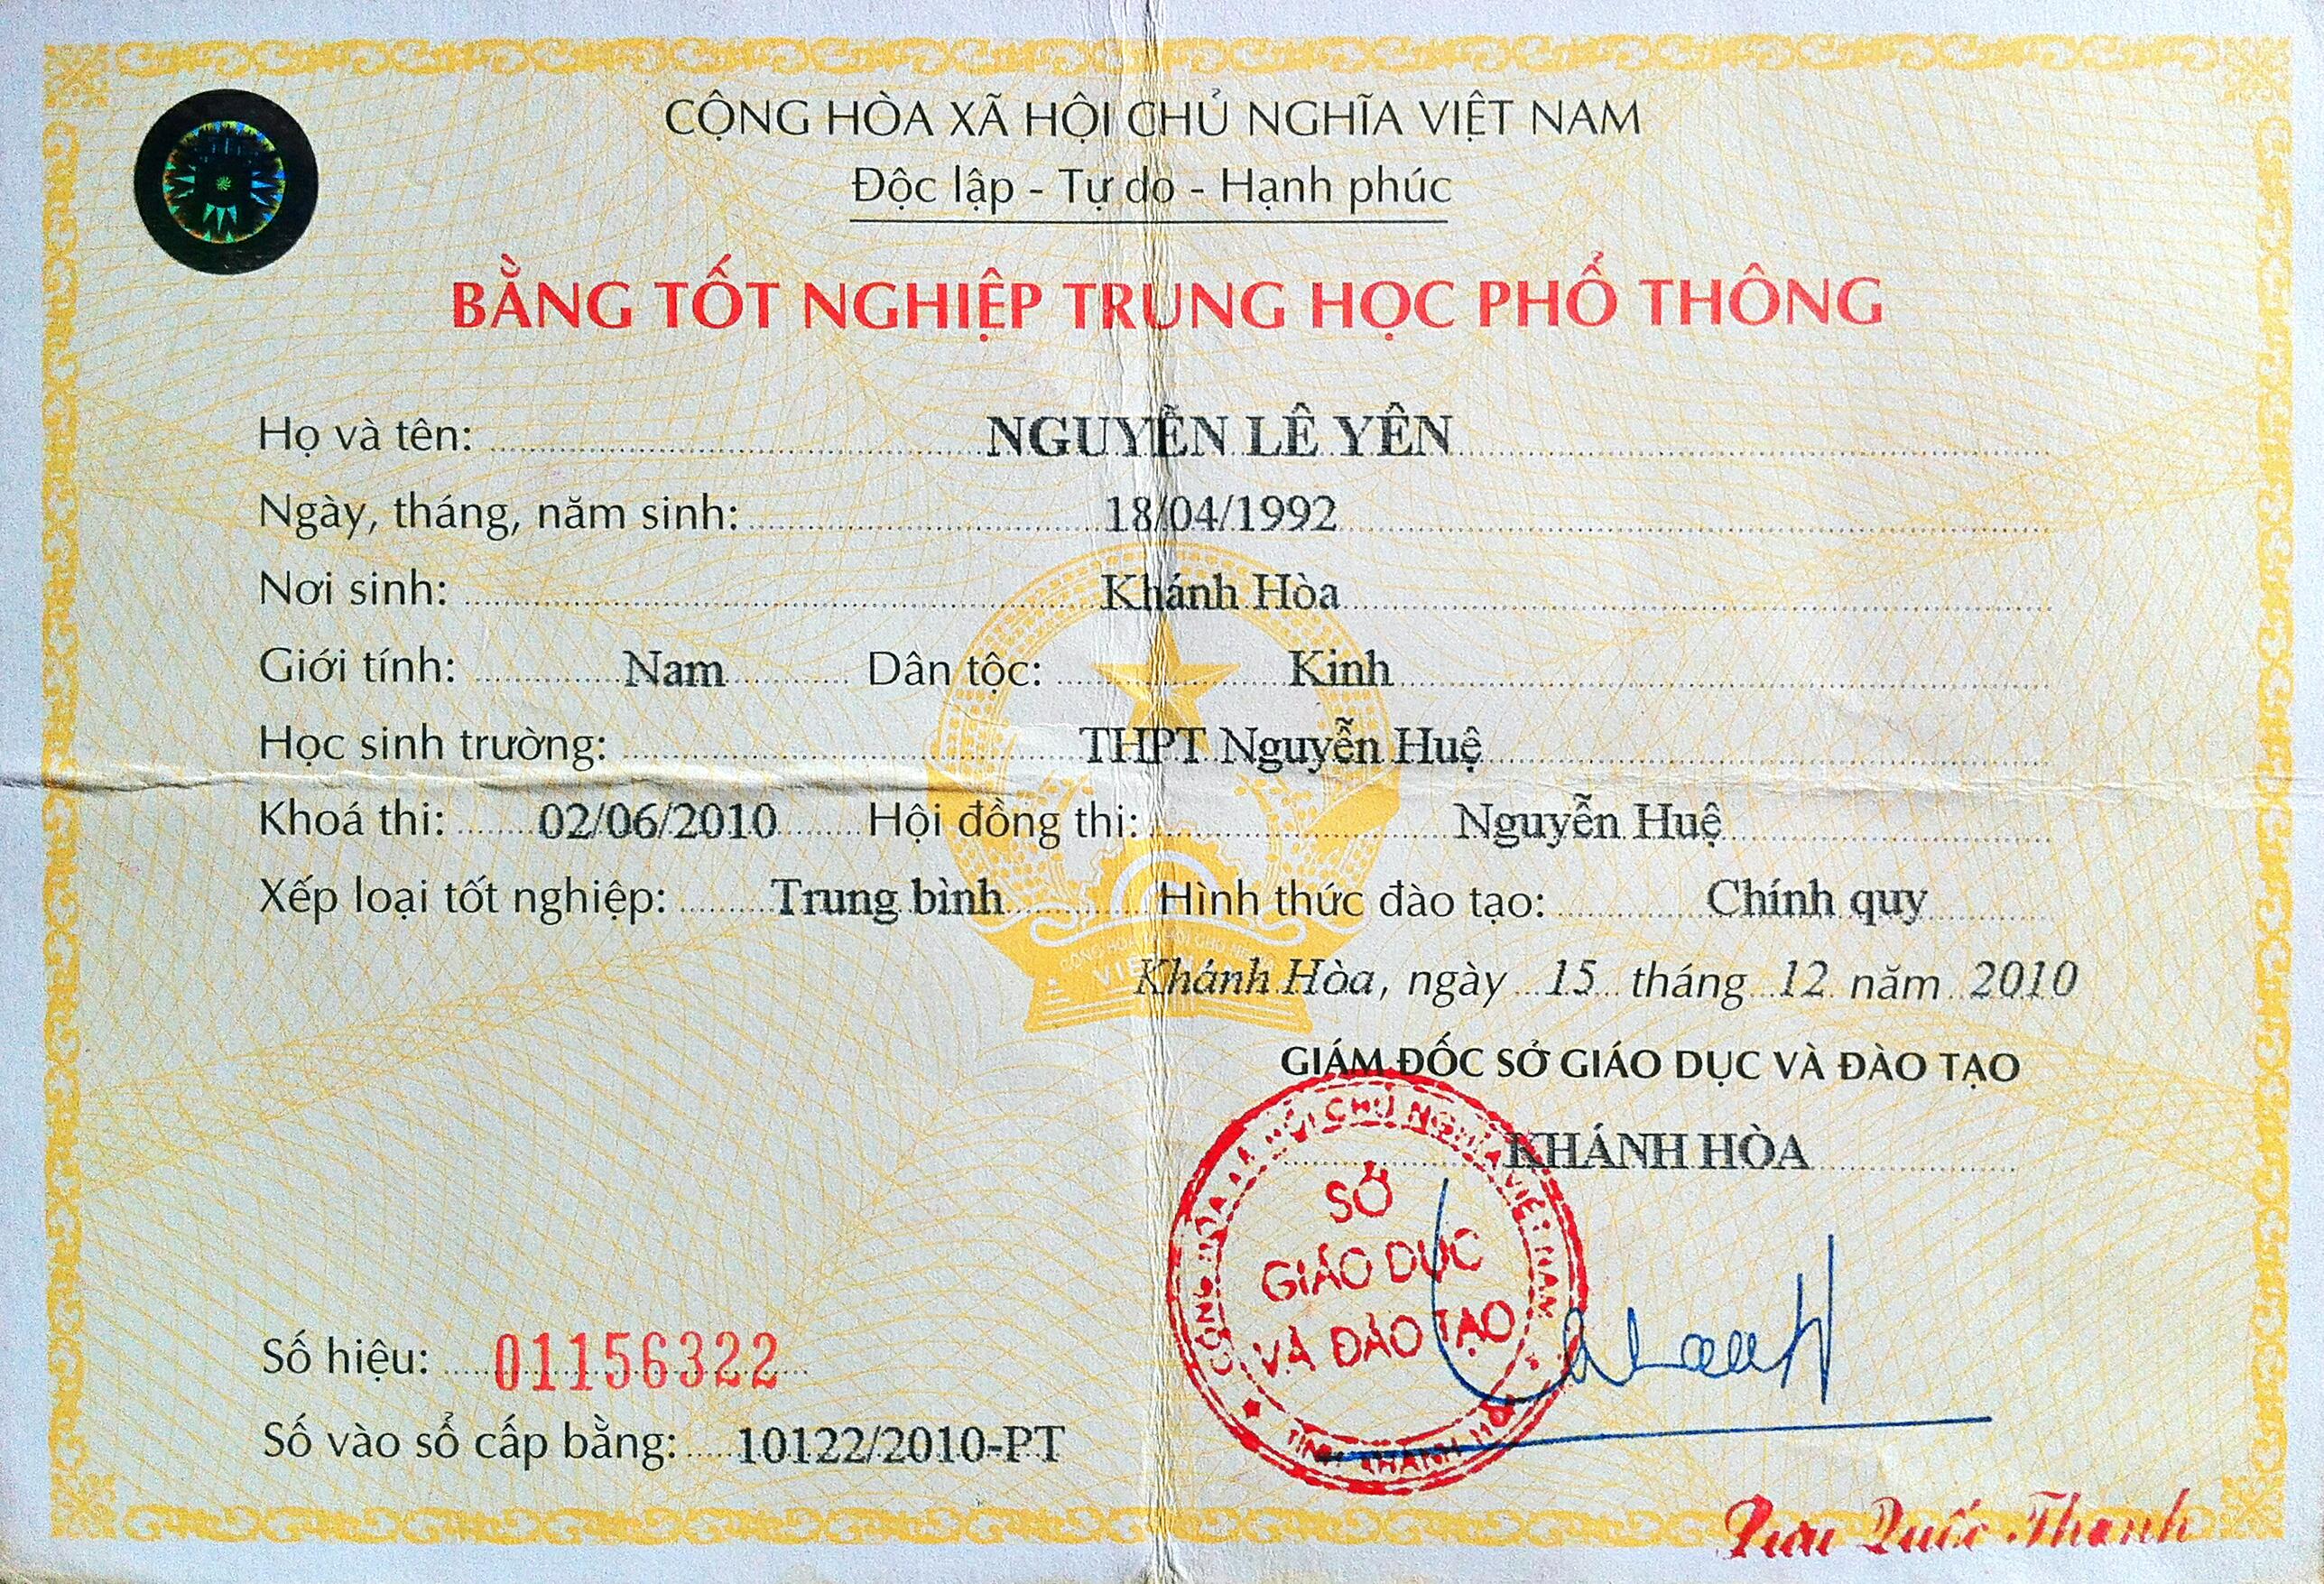 CỘNG HÒA XÃ HỘI CHỦ NGHĨA VIỆT NAM
Độc lập - Tự do - Hạnh phúc
BẰNG TỐT NGHIỆP TRUNG HỌC PHỔ THÔNG
Họ và tên: NGUYỄN LÊ YÊN
Ngày, tháng, năm sinh: 18/04/1992
Nơi sinh: Khánh Hòa
Giới tính: Nam Dân tộc: Kinh
Học sinh trường: THPT Nguyễn Huệ
Khoá thi: 02/06/2010 Hội đồng thi: Nguyễn Huệ
Xếp loại tốt nghiệp: Trung bình Hình thức đào tạo: Chính quy
Khánh Hòa, ngày 15 tháng 12 năm 2010
GIÁM ĐỐC SỞ GIÁO DỤC VÀ ĐÀO TẠO
KHÁNH HÒA
SỞ
GIÁO DỤC
VÀ ĐÀO TẠO
Số hiệu: 01156322
Số vào sổ cấp bằng: 10122/2010-PT
Quốc Thanh